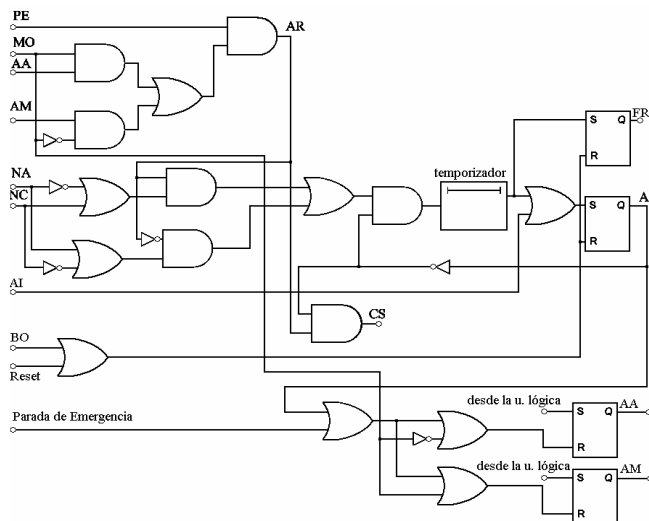 PE
AR
MO
AA
AM
S Q FR
R
NA
temporizador
NC
S Q A
R
AI
CS
BO
Reset
desde la u. lógica
S Q AA
R
Parada de Emergencia
desde la u. lógica
S Q AM
R